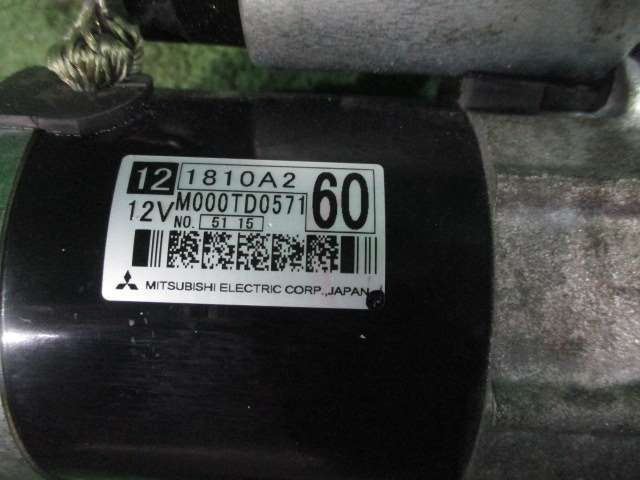 12 1810A2 60
12V M000TD0571
NO. 51 15
MITSUBISHI ELECTRIC CORP., JAPAN